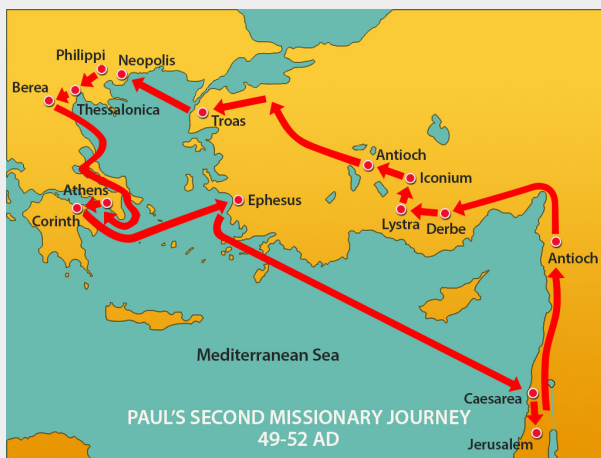 Philippi
Neopolis
Berea
Thessalonica
Troas
Antioch
Iconium
Athens
Ephesus
Corinth
Lystra
Derbe
Antioch
Mediterranean Sea
Caesarea
PAUL'S SECOND MISSIONARY JOURNEY
49-52 AD
Jerusalem